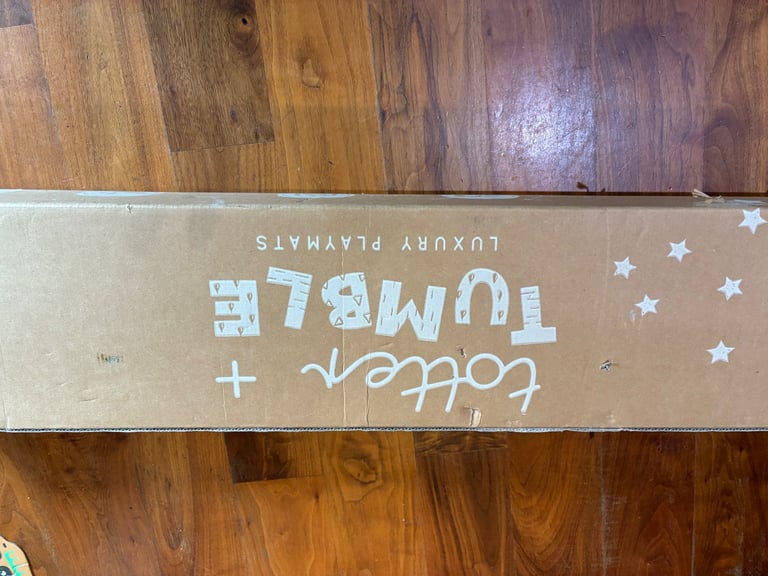 totter +
TUMBLE
LUXURY PLAYMATS